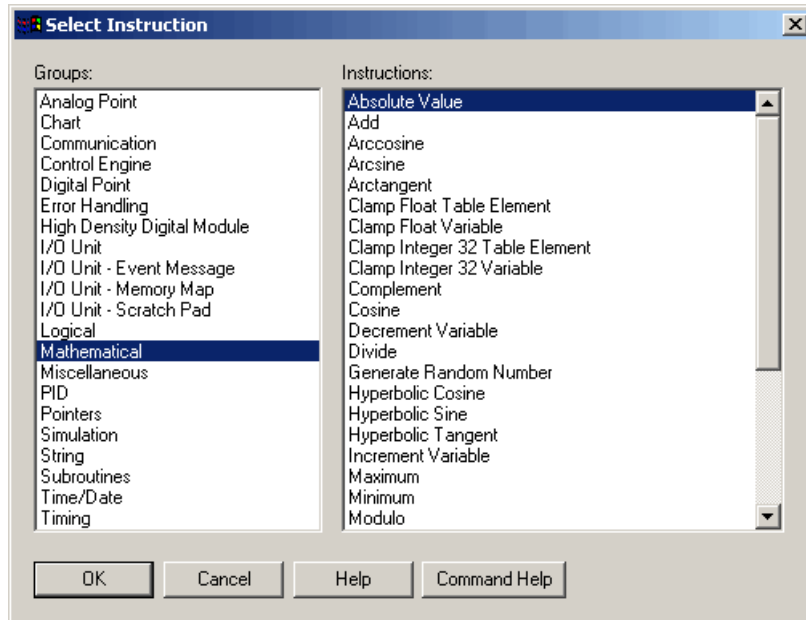 Select Instruction
Groups:
Analog Point
Chart
Communication
Control Engine
Digital Point
Error Handling
High Density Digital Module
I/O Unit
I/O Unit - Event Message
I/O Unit - Memory Map
I/O Unit - Scratch Pad
Logical
Mathematical
Miscellaneous
PID
Pointers
Simulation
String
Subroutines
Time/Date
Timing
Instructions:
Absolute Value
Add
Arccosine
Arcsine
Arctangent
Clamp Float Table Element
Clamp Float Variable
Clamp Integer 32 Table Element
Clamp Integer 32 Variable
Complement
Cosine
Decrement Variable
Divide
Generate Random Number
Hyperbolic Cosine
Hyperbolic Sine
Hyperbolic Tangent
Increment Variable
Maximum
Minimum
Modulo
OK
Cancel
Help
Command Help